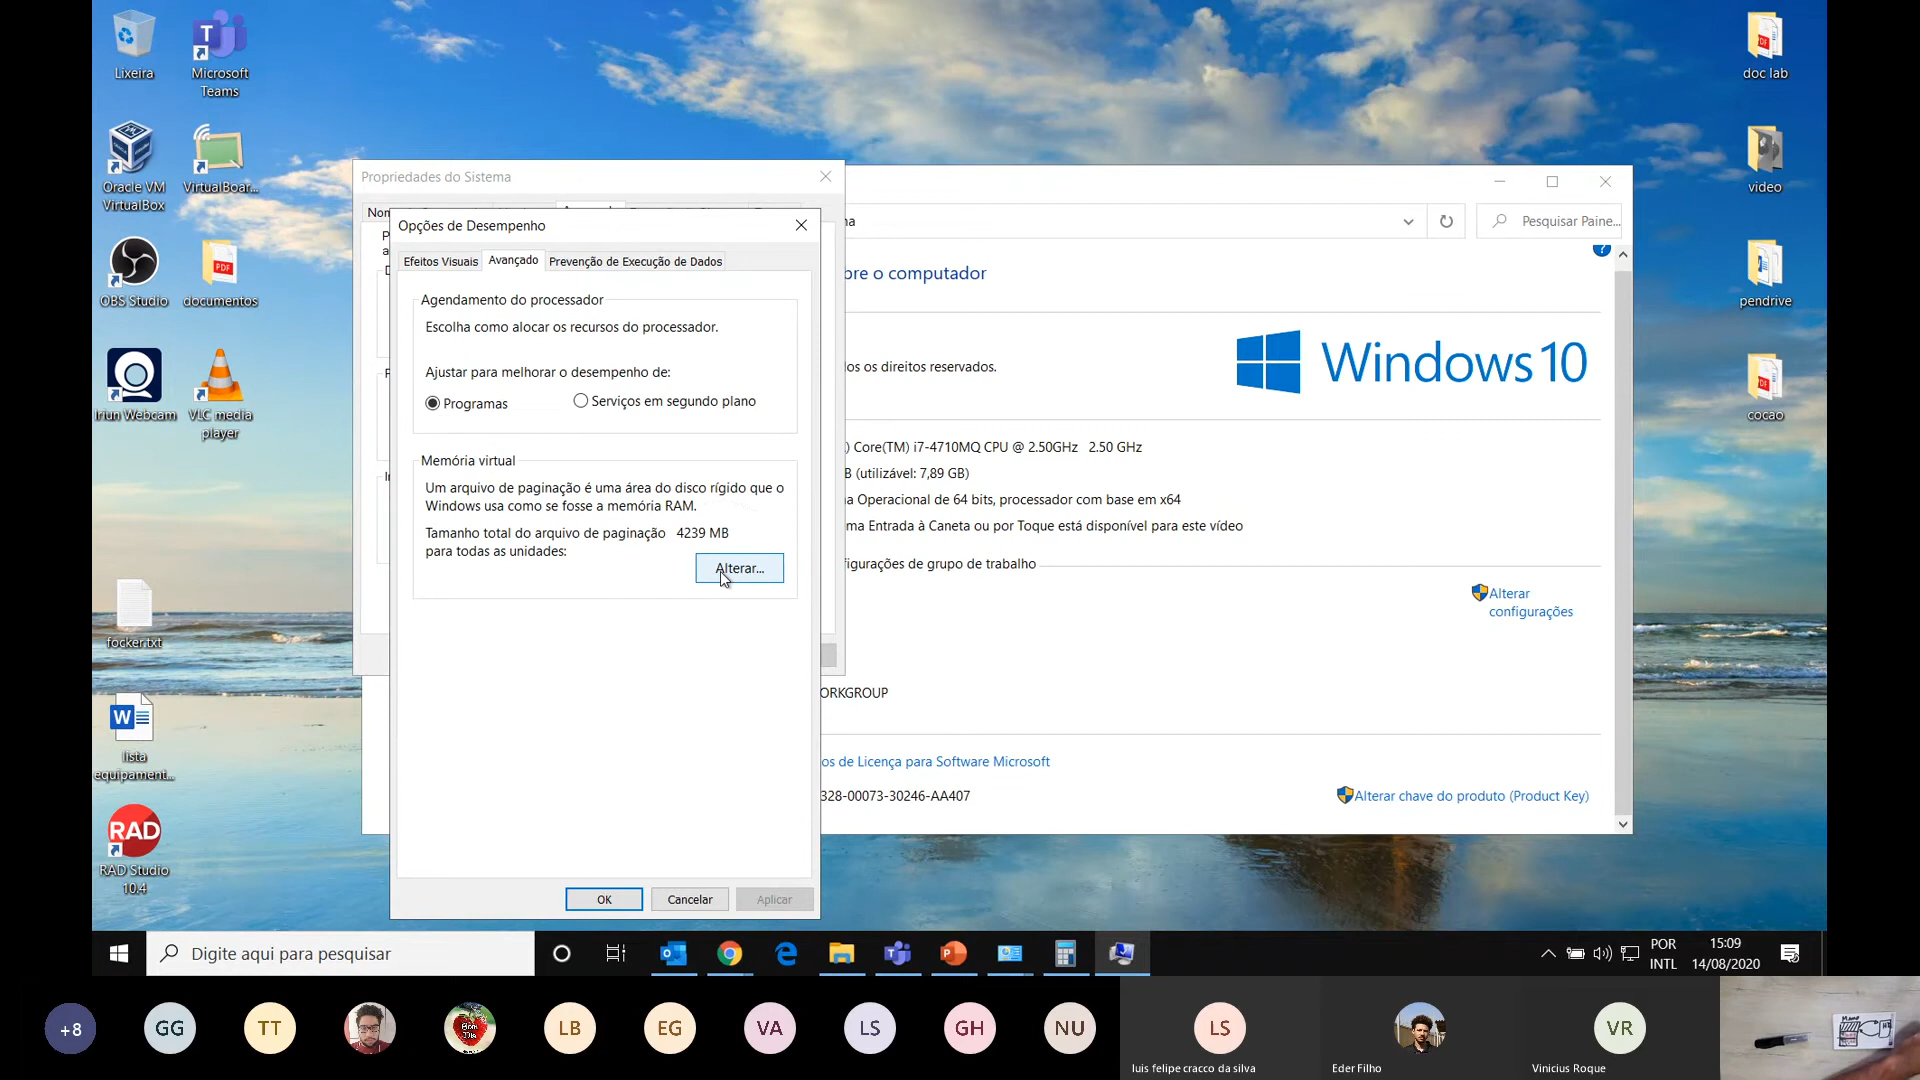 Lixeira
Microsoft
Teams
Oracle VM
VirtualBox
VirtualBoar...
OBS Studio
documentos
Iriun Webcam
VLC media
player
focker.txt
lista
equipament...
RAD
RAD Studio
10.4
doc lab
video
pendrive
cocao
Propriedades do Sistema
Opções de Desempenho
Efeitos Visuais
Avançado
Prevenção de Execução de Dados
Agendamento do processador
Escolha como alocar os recursos do processador.
Ajustar para melhorar o desempenho de:
Programas
Serviços em segundo plano
Memória virtual
Um arquivo de paginação é uma área do disco rígido que o
Windows usa como se fosse a memória RAM.
Tamanho total do arquivo de paginação 4239 MB
para todas as unidades:
Alterar...
OK
Cancelar
Aplicar
Pesquisar Paine...
bre o computador
os os direitos reservados.
Windows 10
) Core(TM) i7-4710MQ CPU @ 2.50GHz 2.50 GHz
B (utilizável: 7,89 GB)
a Operacional de 64 bits, processador com base em x64
ma Entrada à Caneta ou por Toque está disponível para este vídeo
figurações de grupo de trabalho
Alterar
configurações
ORKGROUP
os de Licença para Software Microsoft
328-00073-30246-AA407
Alterar chave do produto (Product Key)
Digite aqui para pesquisar
POR
INTL
15:09
14/08/2020
+8
GG
TT
LB
EG
VA
LS
GH
NU
LS
luis felipe cracco da silva
Eder Filho
VR
Vinicius Roque